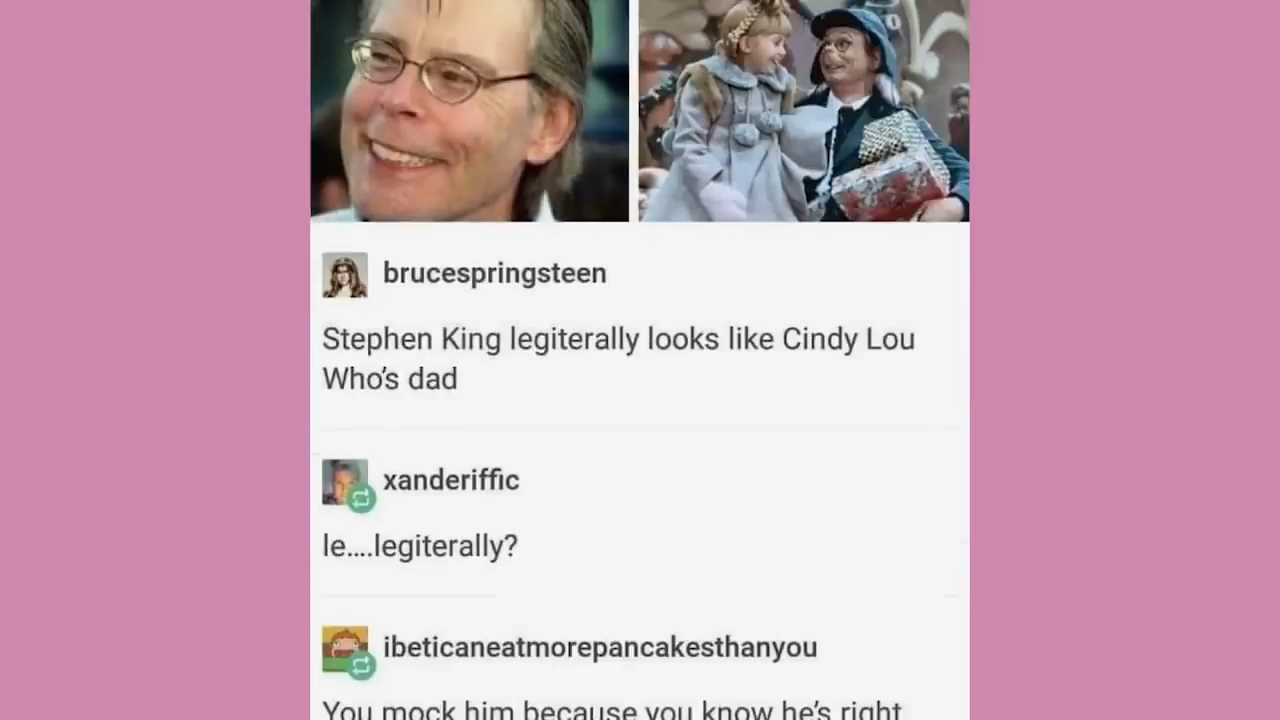 brucespringsteen
Stephen King legiterally looks like Cindy Lou
Who's dad
xanderiffic
le....legiterally?
ibeticaneatmorepancakesthanyou
You mock him because you know he's right